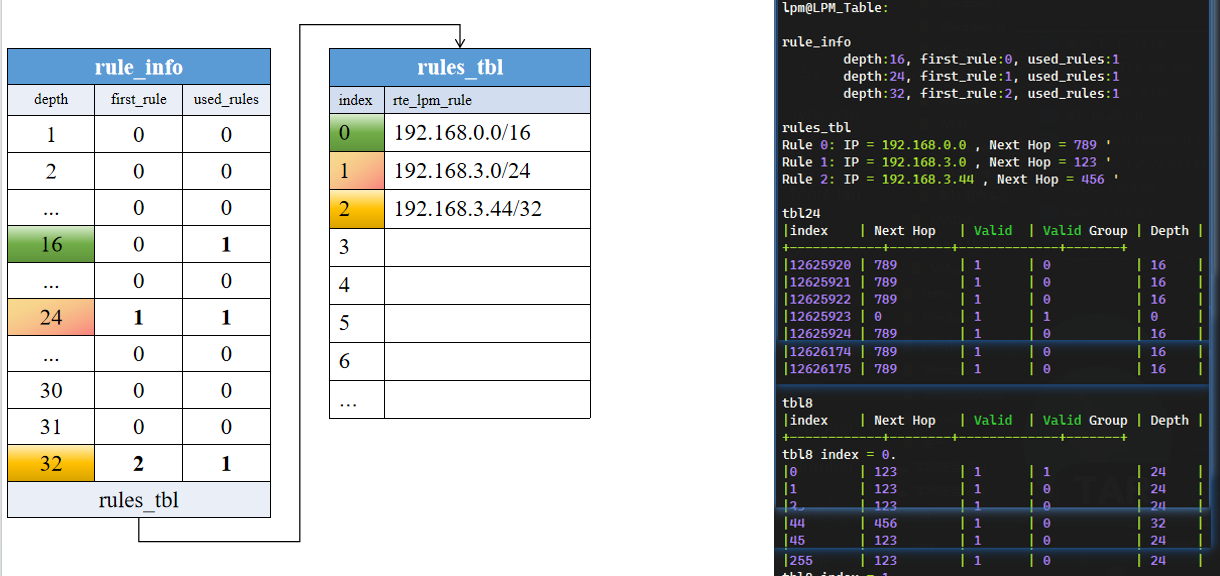 rule_info
depth first_rule used_rules
1 0 0
2 0 0
... 0 0
16 0 1
... 0 0
24 1 1
... 0 0
30 0 0
31 0 0
32 2 1
rules_tbl
rules_tbl
index rte_lpm_rule
0 192.168.0.0/16
1 192.168.3.0/24
2 192.168.3.44/32
3
4
5
6
...
lpm@LPM_Table:
rule_info
depth:16, first_rule:0, used_rules:1
depth:24, first_rule:1, used_rules:1
depth:32, first_rule:2, used_rules:1
rules_tbl
Rule 0: IP = 192.168.0.0 , Next Hop = 789 '
Rule 1: IP = 192.168.3.0 , Next Hop = 123 '
Rule 2: IP = 192.168.3.44 , Next Hop = 456 '
tbl24
|index | Next Hop | Valid | Valid Group | Depth |
+------------+--------+-------------+-------+
|12625920 | 789 | 1 | 0 | 16 |
|12625921 | 789 | 1 | 0 | 16 |
|12625922 | 789 | 1 | 0 | 16 |
|12625923 | 0 | 1 | 1 | 0 |
|12625924 | 789 | 1 | 0 | 16 |
|12626174 | 789 | 1 | 0 | 16 |
|12626175 | 789 | 1 | 0 | 16 |
tbl8
|index | Next Hop | Valid | Valid Group | Depth |
+------------+--------+-------------+-------+
tbl8 index = 0.
|0 | 123 | 1 | 1 | 24 |
|1 | 123 | 1 | 0 | 24 |
| 123 | 1 | 0 | 24 |
|44 | 456 | 1 | 0 | 32 |
|45 | 123 | 1 | 0 | 24 |
|255 | 123 | 1 | 0 | 24 |